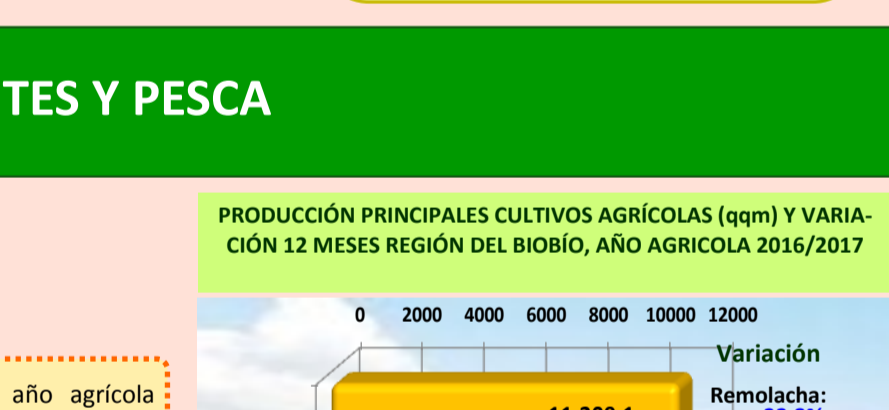 TES Y PESCA
PRODUCCIÓN PRINCIPALES CULTIVOS AGRÍCOLAS (qqm) Y VARIA-
CIÓN 12 MESES REGIÓN DEL BIOBÍO, AÑO AGRICOLA 2016/2017
0 2000 4000 6000 8000 10000 12000
Variación
año agrícola
Remolacha: